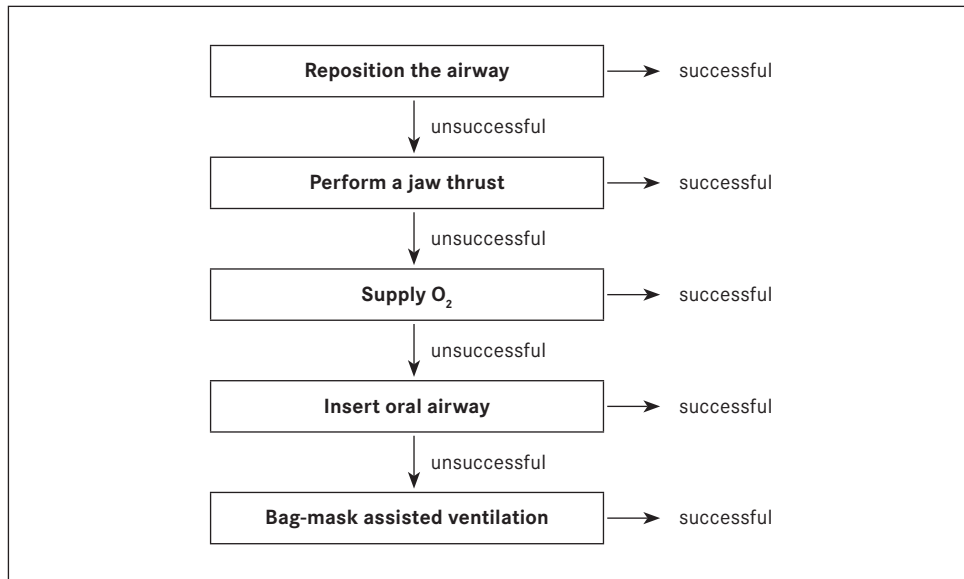 Reposition the airway successful
unsuccessful
Perform a jaw thrust successful
unsuccessful
Supply O₂ successful
unsuccessful
Insert oral airway successful
unsuccessful
Bag-mask assisted ventilation successful